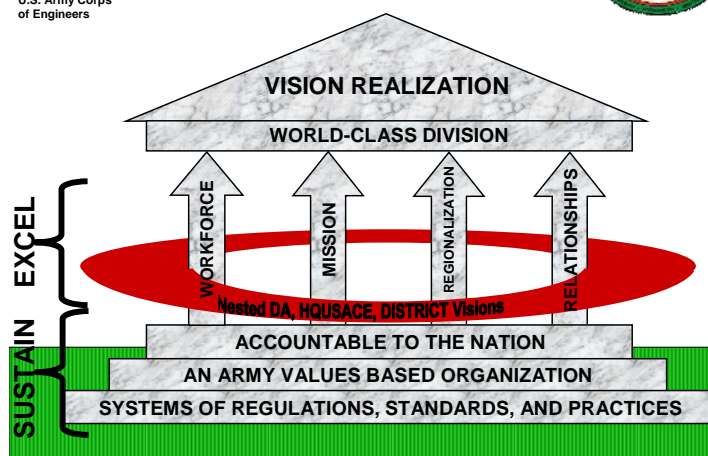 U.S. Army Corps
of Engineers
VISION REALIZATION
WORLD-CLASS DIVISION
EXCEL
WORKFORCE
MISSION
REGIONALIZATION
RELATIONSHIPS
Nested DA, HQUSACE, DISTRICT Visions
SUSTAIN
ACCOUNTABLE TO THE NATION
AN ARMY VALUES BASED ORGANIZATION
SYSTEMS OF REGULATIONS, STANDARDS, AND PRACTICES